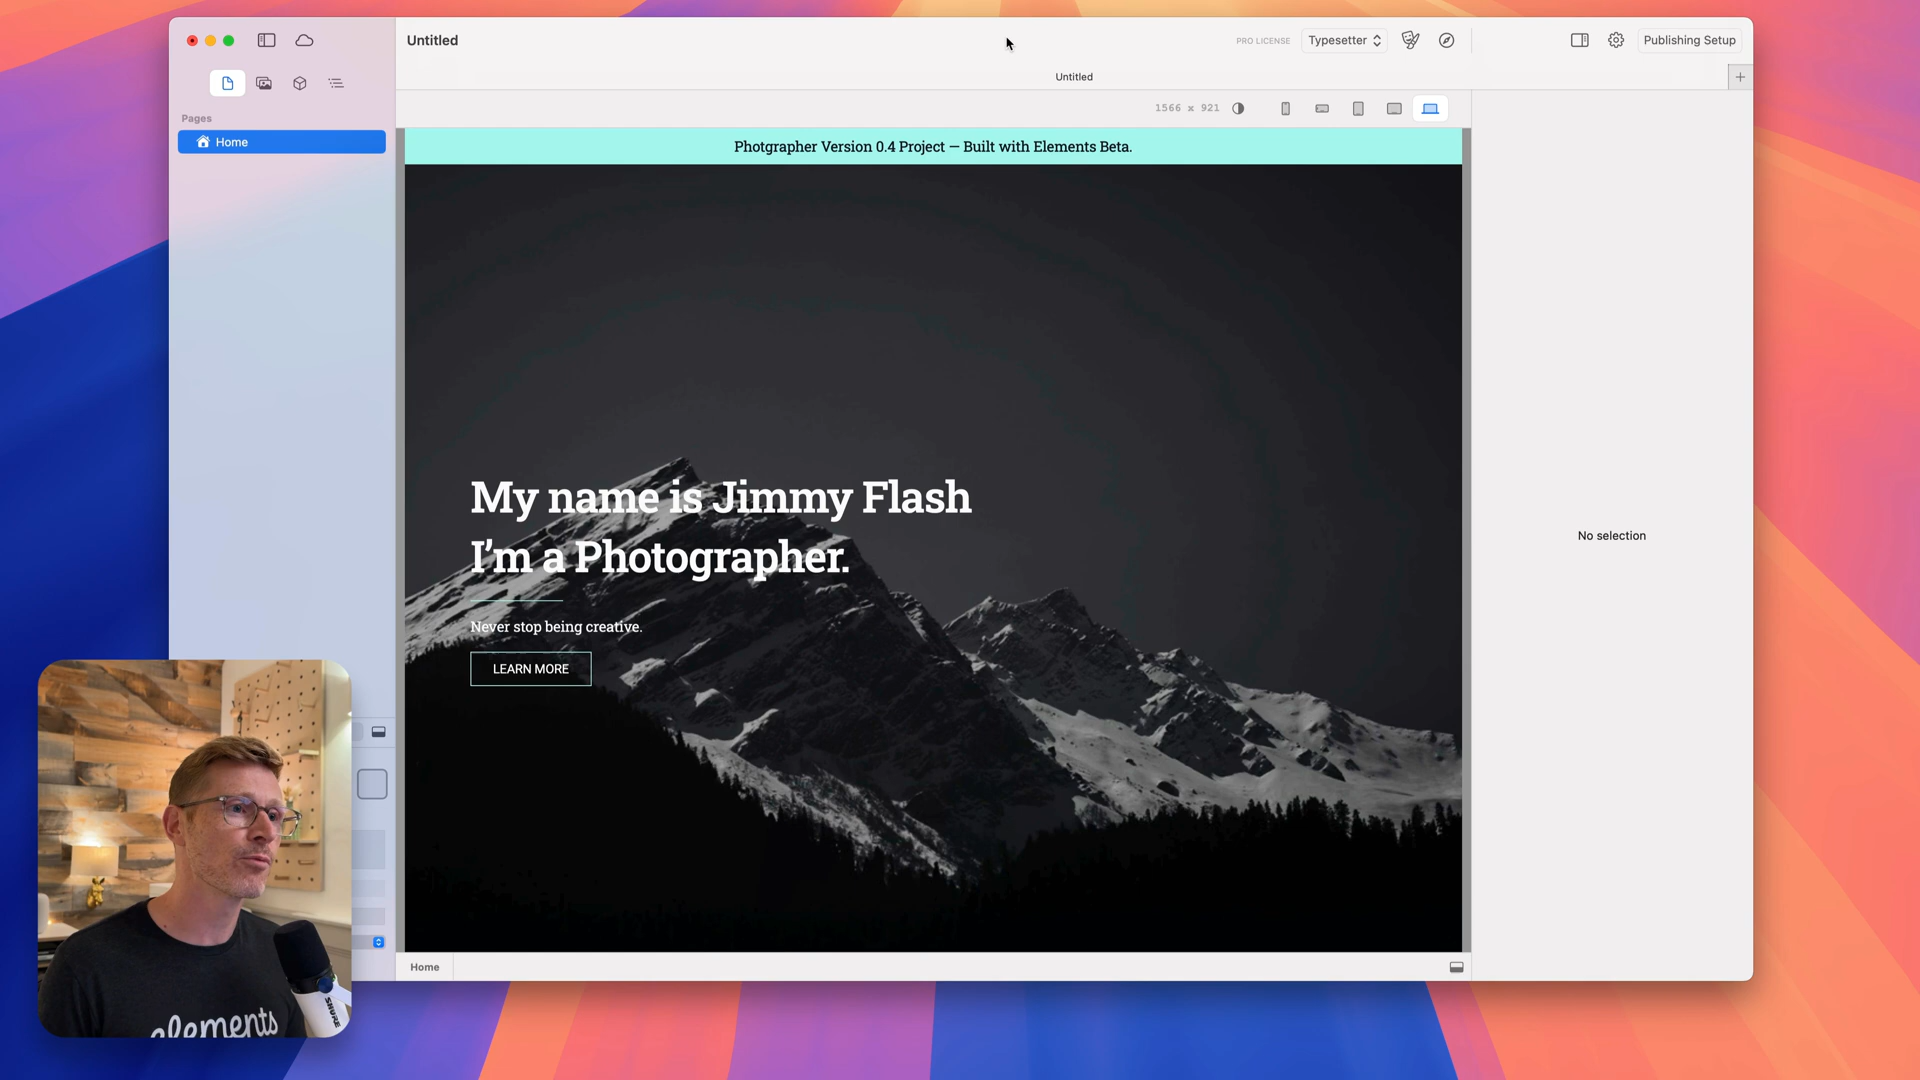 Untitled
PRO LICENSE
Typesetter
Publishing Setup
Untitled
1566 x 921
Pages
Home
Photgrapher Version 0.4 Project — Built with Elements Beta.
My name is Jimmy Flash
I'm a Photographer.
Never stop being creative.
LEARN MORE
No selection
Home
elements
SHURE